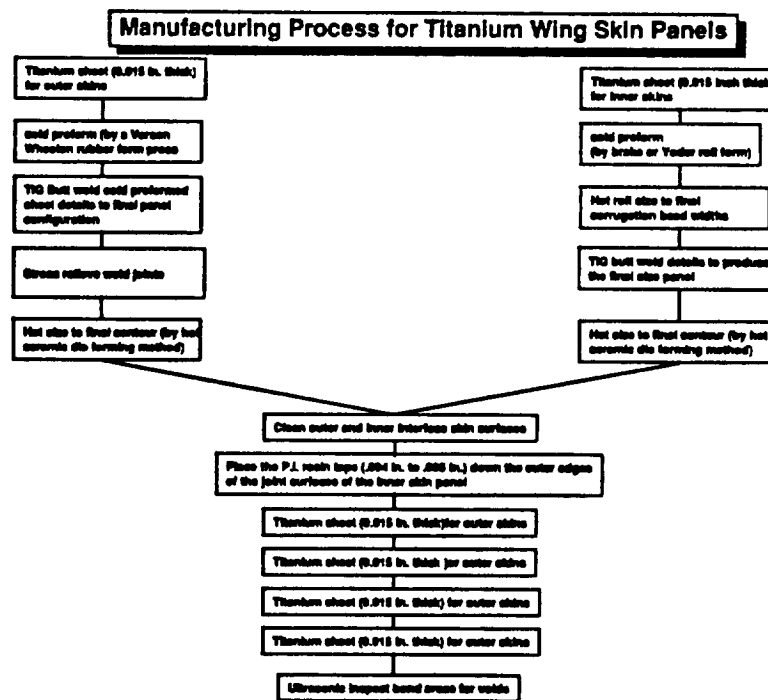 Manufacturing Process for Titanium Wing Skin Panels
Titanium sheet (0.015 in. thick)
for outer skins
cold preform (by a Verson
Wheelon rubber form press
TIG Butt weld cold preformed
sheet details to final panel
configuration
Stress relieve weld joints
Hot size to final contour (by hot
ceramic die forming method)
Titanium sheet (0.015 inch thick
for inner skins
cold preform
(by brake or Yoder roll form)
Hot roll size to final
corrugation bead widths
TIG butt weld details to produce
the final size panel
Hot size to final contour (by hot
ceramic die forming method)
Clean outer and inner interface skin surfaces
Place the P.I. resin tape (.004 in. to .005 in.) down the outer edges
of the joint surfaces of the inner skin panel
Titanium sheet (0.015 in. thick)for outer skins
Titanium sheet (0.015 in. thick )or outer skins
Titanium sheet (0.015 in. thick) for outer skins
Titanium sheet (0.015 in. thick) for outer skins
Ultrasonic inspect bond areas for voids